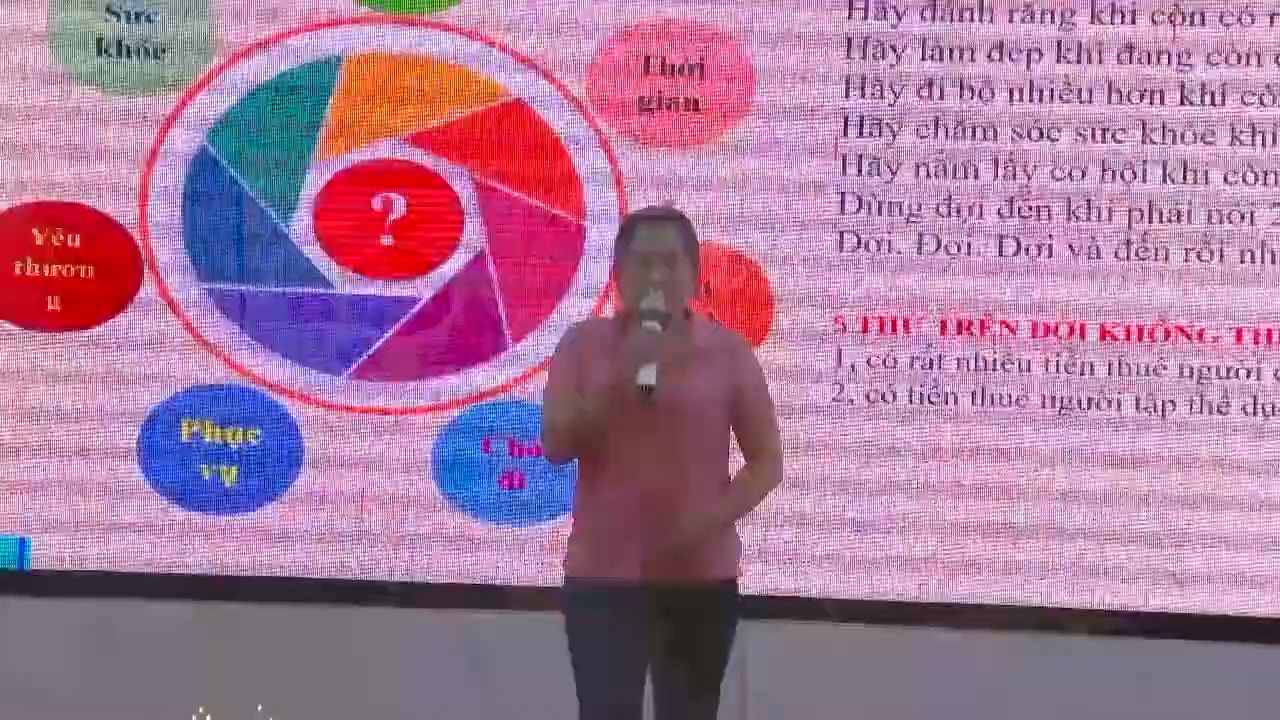 Sức
khỏe
Thời
gian
Yêu
thươn
g
Phục
vụ
Cho
đi
?
Hãy đánh răng khi còn có
Hãy làm đẹp khi đang còn
Hãy đi bộ nhiều hơn khi cò
Hãy chăm sóc sức khỏe khi
Hãy nắm lấy cơ hội khi còn
Đừng đợi đến khi phải nói
Đợi. Đợi. Đợi và đến rồi nh
5 THỨ TRÊN ĐỜI KHÔNG TH
1, có rất nhiều tiền thuê người
2, có tiền thuê người tập thể dụ